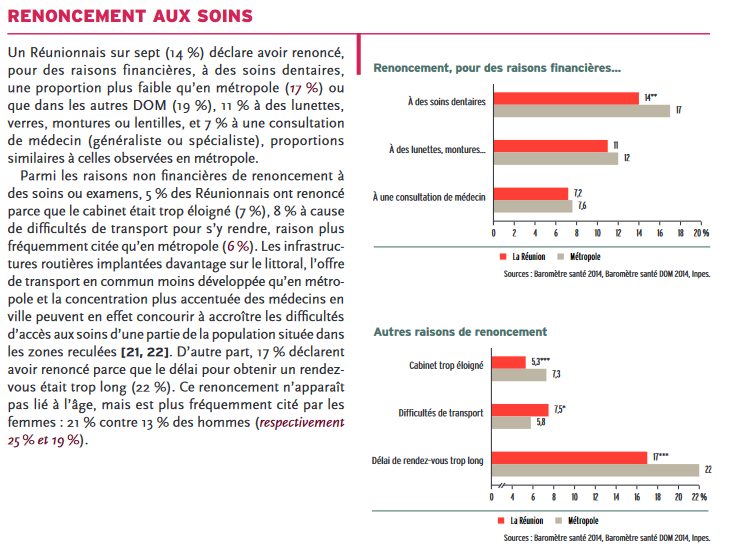 RENONCEMENT AUX SOINS
Un Réunionnais sur sept (14 %) déclare avoir renoncé,
pour des raisons financières, à des soins dentaires,
une proportion plus faible qu'en métropole (17 %) ou
que dans les autres DOM (19 %), 11 % à des lunettes,
verres, montures ou lentilles, et 7 % à une consultation
de médecin (généraliste ou spécialiste), proportions
similaires à celles observées en métropole.
Parmi les raisons non financières de renoncement à
des soins ou examens, 5 % des Réunionnais ont renoncé
parce que le cabinet était trop éloigné (7 %), 8 % à cause
de difficultés de transport pour s'y rendre, raison plus
fréquemment citée qu'en métropole (6 %). Les infrastruc-
tures routières implantées davantage sur le littoral, l'offre
de transport en commun moins développée qu'en métro-
pole et la concentration plus accentuée des médecins en
ville peuvent en effet concourir à accroître les difficultés
d'accès aux soins d'une partie de la population située dans
les zones reculées [21, 22]. D'autre part, 17 % déclarent
avoir renoncé parce que le délai pour obtenir un rendez-
vous était trop long (22 %). Ce renoncement n'apparaît
pas lié à l'âge, mais est plus fréquemment cité par les
femmes : 21 % contre 13 % des hommes (respectivement
25 % et 19 %).
Renoncement, pour des raisons financières...
À des soins dentaires
14**
17
À des lunettes, montures...
11
12
À une consultation de médecin
7,2
7,6
0 2 4 6 8 10 12 14 16 18 20 %
La Réunion Métropole
Sources : Baromètre santé 2014, Baromètre santé DOM 2014, Inpes.
Autres raisons de renoncement
Cabinet trop éloigné
5,3***
7,3
Difficultés de transport
7,5*
5,8
Délai de rendez-vous trop long
17***
22
0 4 6 8 10 12 14 16 18 20 22 %
La Réunion Métropole
Sources : Baromètre santé 2014, Baromètre santé DOM 2014, Inpes.